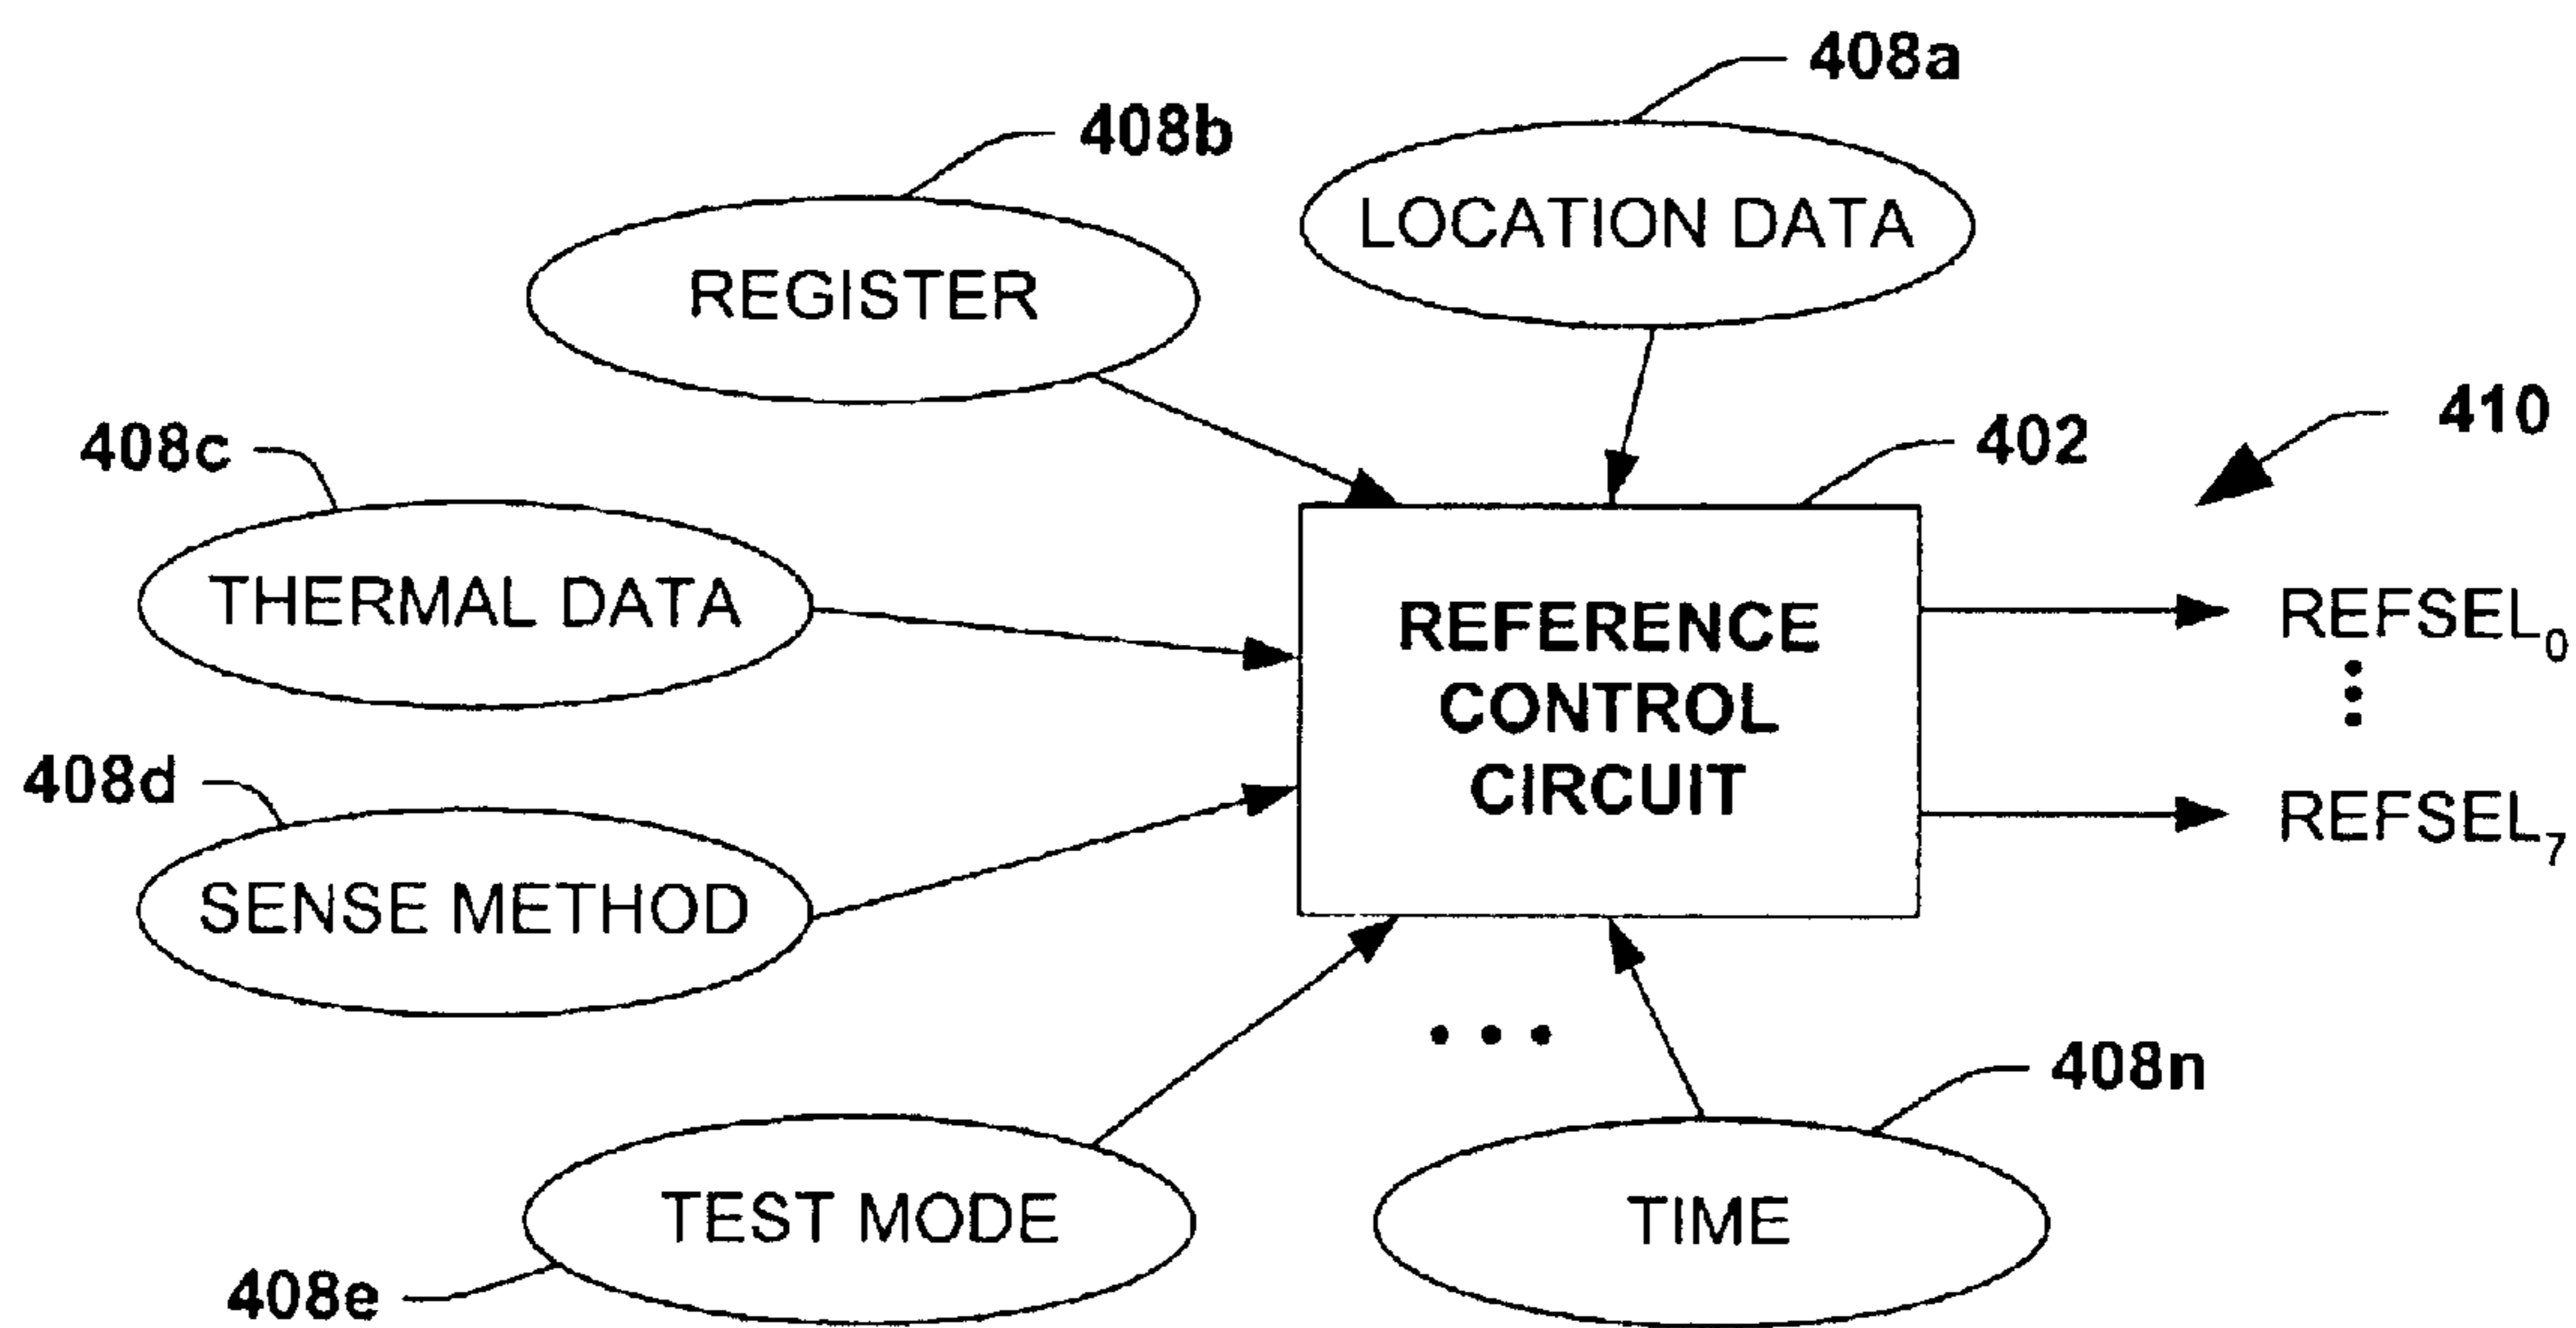 408a
408b
LOCATION DATA
REGISTER
410
402
408c
THERMAL DATA
REFERENCE
CONTROL
CIRCUIT
REFSEL0
REFSEL7
408d
SENSE METHOD
408n
TEST MODE
TIME
408e